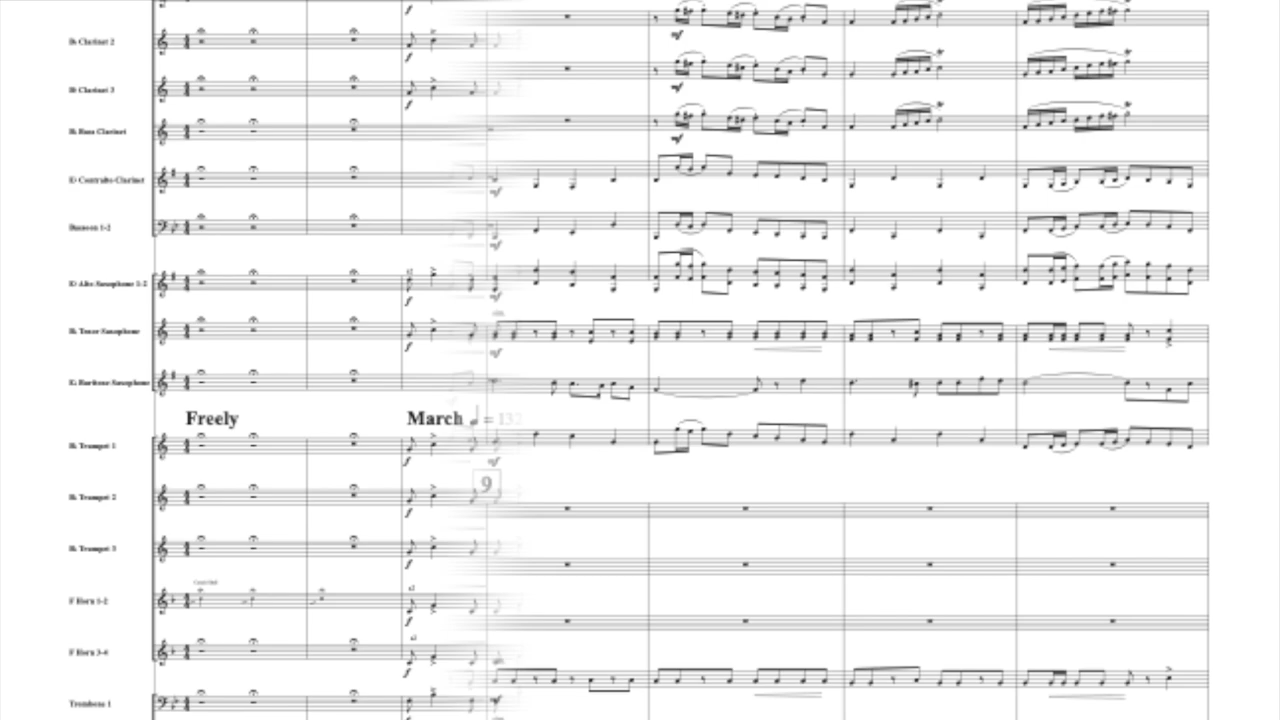 B♭ Clarinet 2
B♭ Clarinet 3
B♭ Bass Clarinet
E♭ Contralto Clarinet
Bassoon 1-2
E♭ Alto Saxophone 1-2
B♭ Tenor Saxophone
E♭ Baritone Saxophone
Freely March ♩ = 132
B♭ Trumpet 1
9
B♭ Trumpet 2
B♭ Trumpet 3
F Horn 1-2
F Horn 3-4
Trombone 1